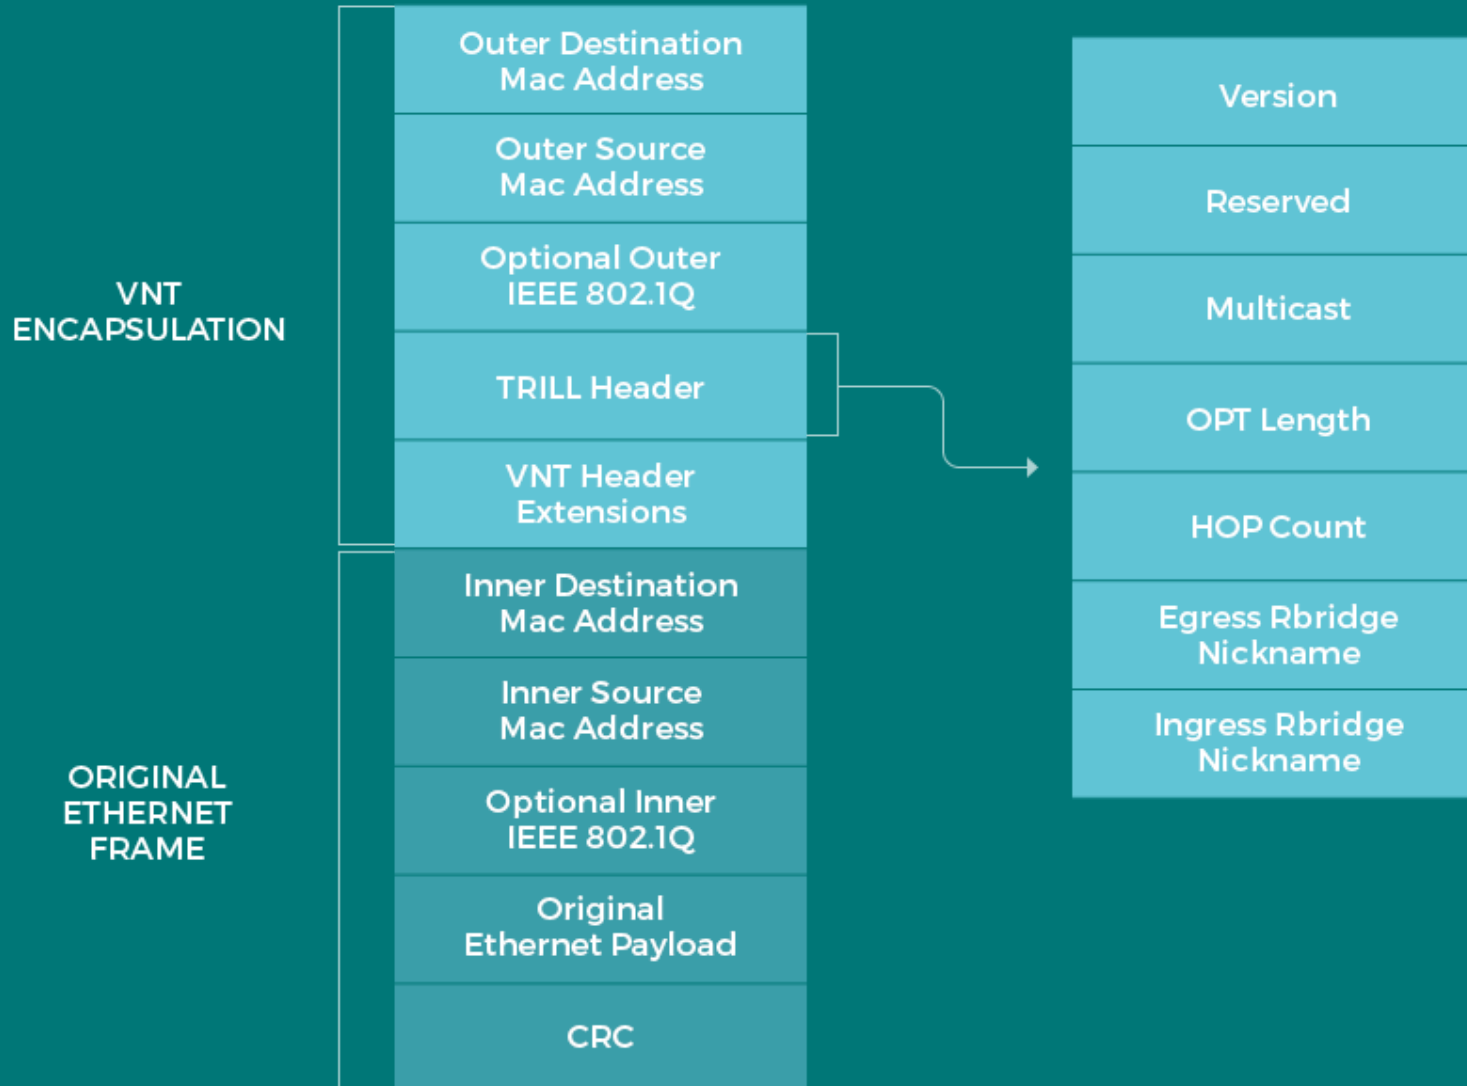 VNT
ENCAPSULATION
Outer Destination
Mac Address
Outer Source
Mac Address
Optional Outer
IEEE 802.1Q
TRILL Header
VNT Header
Extensions
ORIGINAL
ETHERNET
FRAME
Inner Destination
Mac Address
Inner Source
Mac Address
Optional Inner
IEEE 802.1Q
Original
Ethernet Payload
CRC
Version
Reserved
Multicast
OPT Length
HOP Count
Egress Rbridge
Nickname
Ingress Rbridge
Nickname